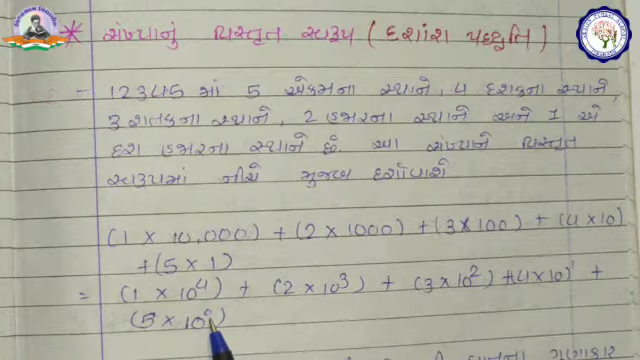 * સંખ્યાનું વિસ્તૃત સ્વરૂપ ( દશાંશ પદ્ધતિ )
- 12345 માં 5 એકમના સ્થાને, 4 દશકના સ્થાને,
3 શતકના સ્થાને, 2 હજારના સ્થાને અને 1 એ
દશ હજારના સ્થાને છે. આ સંખ્યાને વિસ્તૃત
સ્વરૂપમાં નીચે મુજબ દર્શાવાશે
(1 × 10,000) + (2 × 1000) + (3 × 100) + (4 × 10)
+ (5 × 1)
= (1 × 10⁴) + (2 × 10³) + (3 × 10²) + (4 × 10)¹ +
(5 × 10⁰)